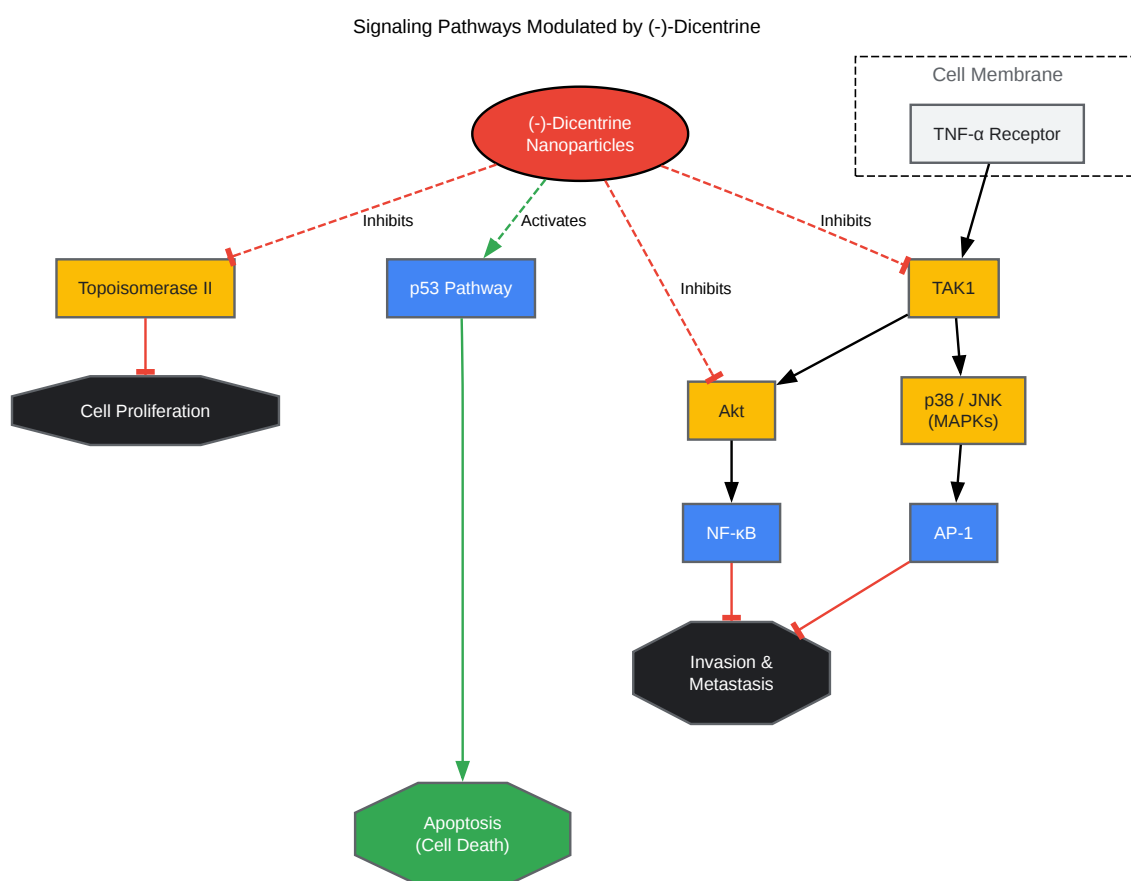 Signaling Pathways Modulated by (-)-Dicentrine
Cell Membrane
(-)-Dicentrine
Nanoparticles
TNF-α Receptor
Inhibits
Activates
Inhibits
Inhibits
Topoisomerase II
p53 Pathway
TAK1
Cell Proliferation
Akt
p38 / JNK
(MAPKs)
NF-κB
AP-1
Invasion &
Metastasis
Apoptosis
(Cell Death)